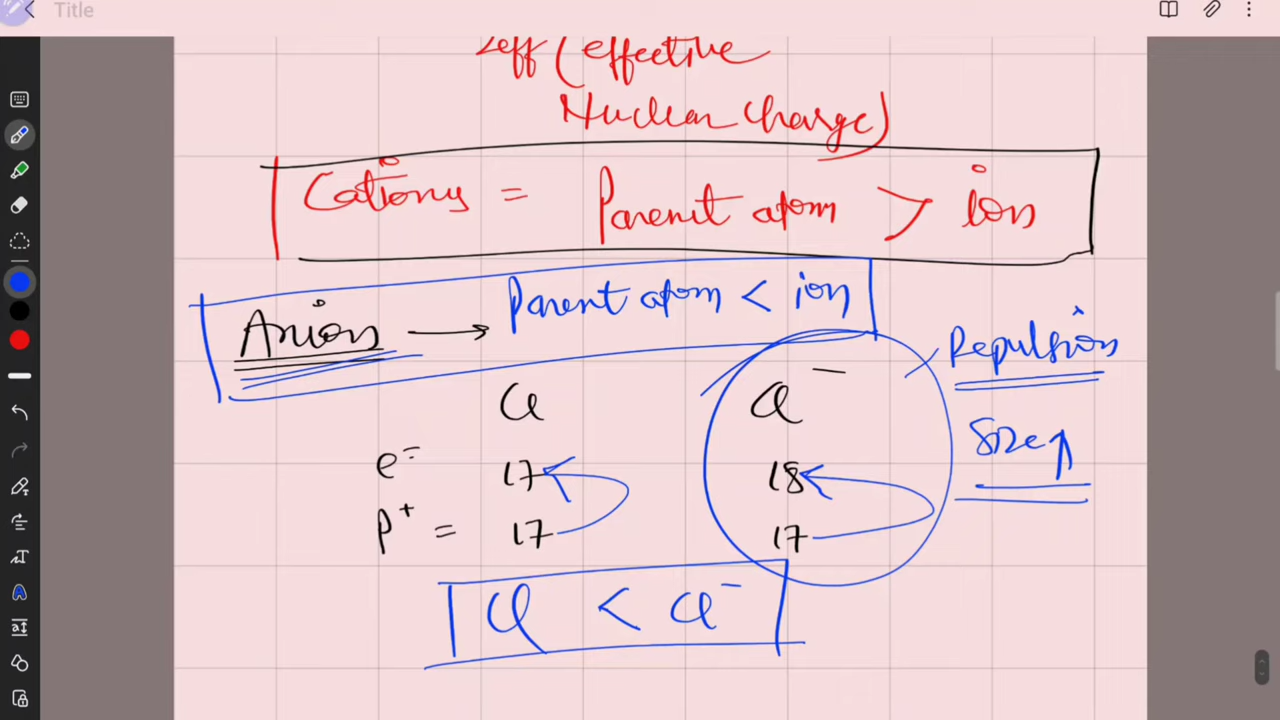 Title
Zeff (effective
Nuclear Charge)
Cations = Parent atom > ion
Anion → Parent atom < ion
Repulsion
Cl Cl⁻
Size↑
e⁻ 17 18
p⁺ = 17 17
Cl < Cl⁻